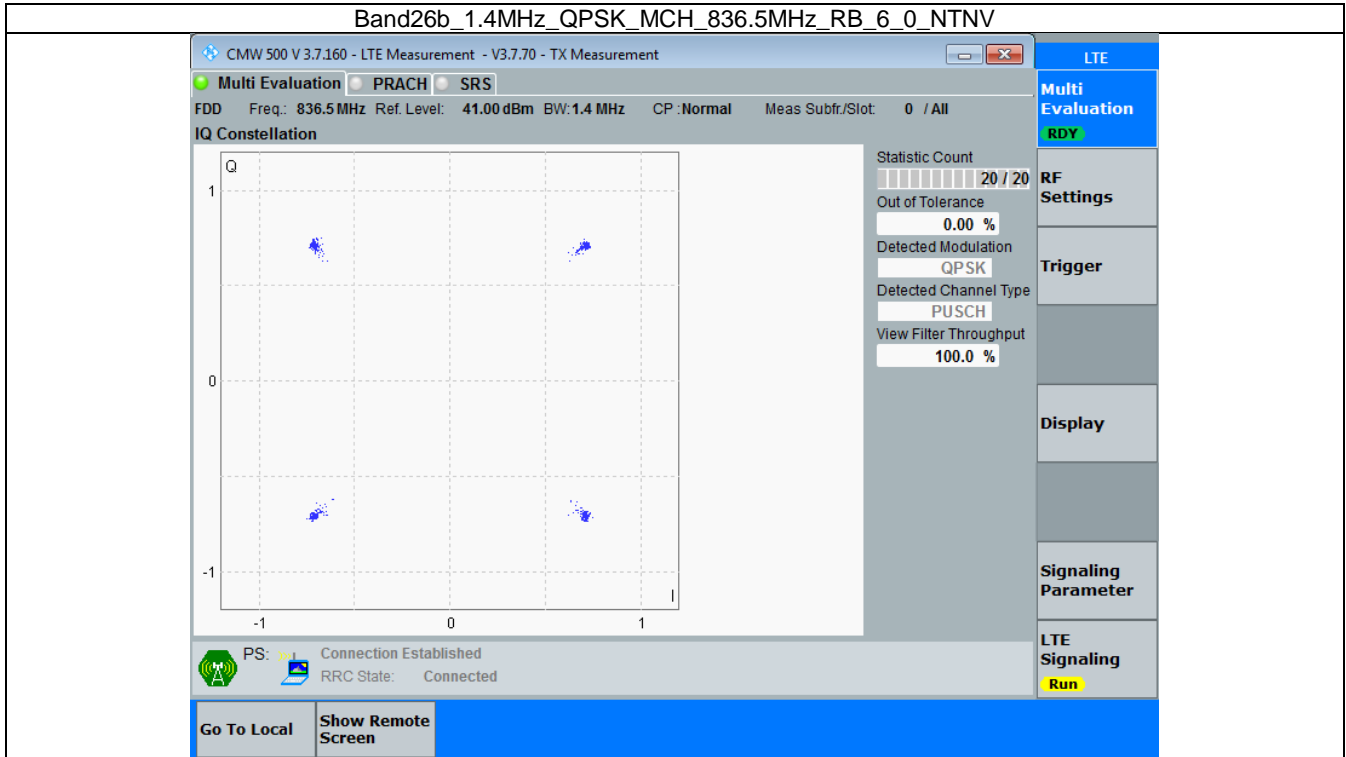 Band26b_1.4MHz_QPSK_MCH_836.5MHz_RB_6_0_NTNV
CMW 500 V 3.7.160 - LTE Measurement - V3.7.70 - TX Measurement
LTE
Multi Evaluation PRACH SRS
Multi
Evaluation
RDY
FDD Freq.: 836.5 MHz Ref. Level: 41.00 dBm BW: 1.4 MHz CP : Normal Meas Subfr./Slot: 0 / All
IQ Constellation
Q
1
0
-1
I
-1 0 1
Statistic Count
20 / 20
Out of Tolerance
0.00 %
Detected Modulation
QPSK
Detected Channel Type
PUSCH
View Filter Throughput
100.0 %
RF
Settings
Trigger
Display
Signaling
Parameter
LTE
Signaling
Run
PS: Connection Established
RRC State: Connected
Go To Local
Show Remote
Screen